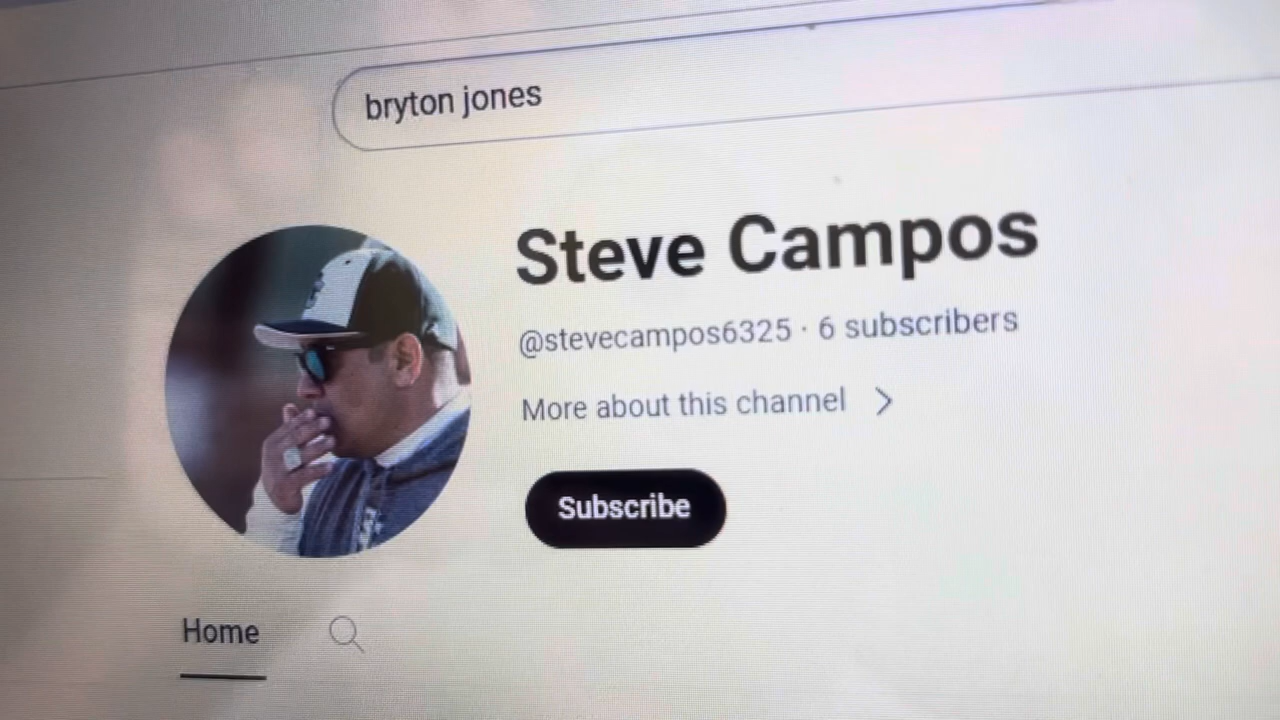 bryton jones
Steve Campos
@stevecampos6325 · 6 subscribers
More about this channel
Subscribe
Home